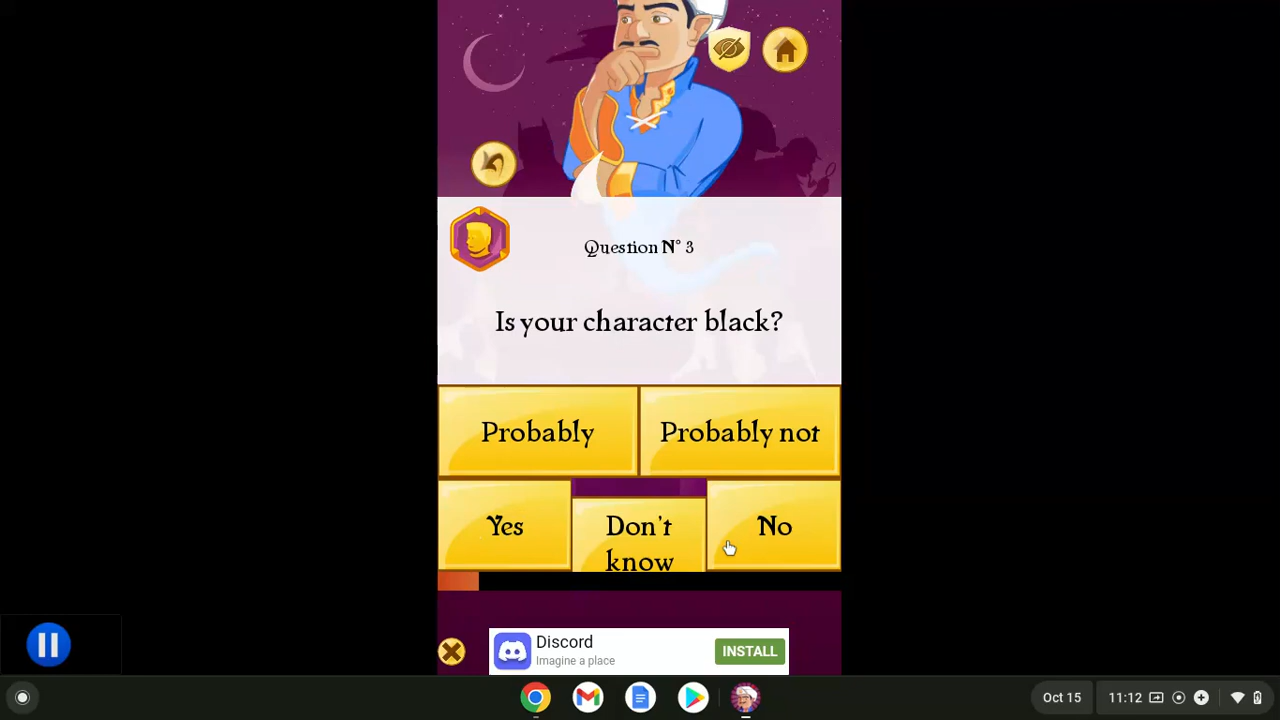 Question N° 3
Is your character black?
Probably
Probably not
Yes
Don't
know
No
Discord
Imagine a place
INSTALL
Oct 15
11:12